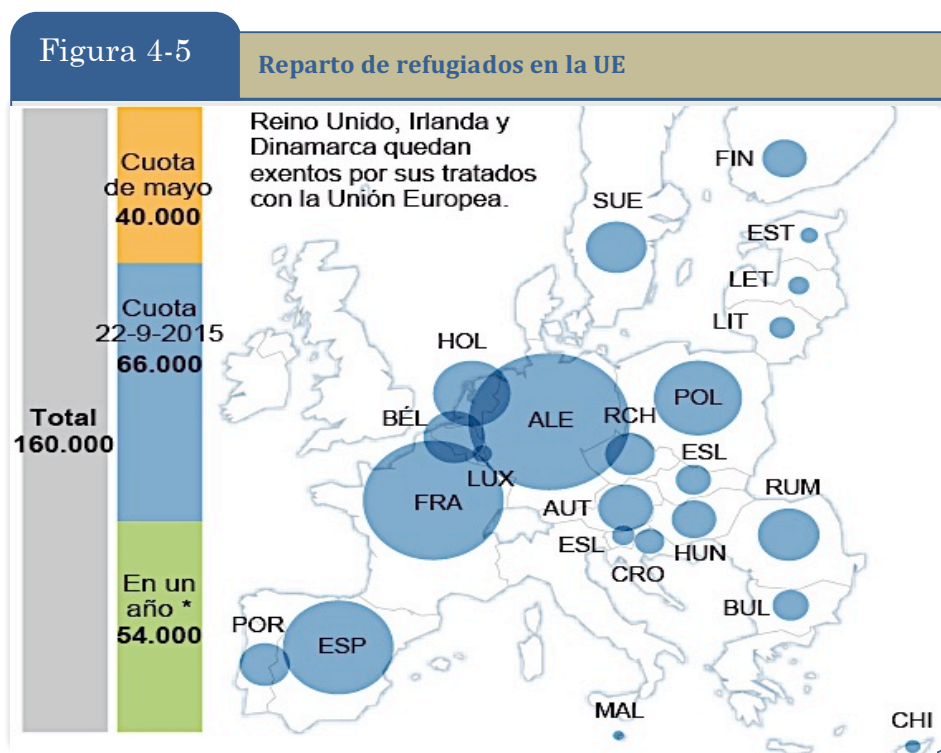 Figura 4-5
Reparto de refugiados en la UE
Reino Unido, Irlanda y
Dinamarca quedan
exentos por sus tratados
con la Unión Europea.
Total
160.000
Cuota
de mayo
40.000
Cuota
22-9-2015
66.000
En un
año *
54.000
FIN
SUE
EST
LET
LIT
HOL
BÉL
ALE
RCH
POL
ESL
LUX
FRA
AUT
RUM
ESL
CRO
HUN
BUL
POR
ESP
MAL
CHI